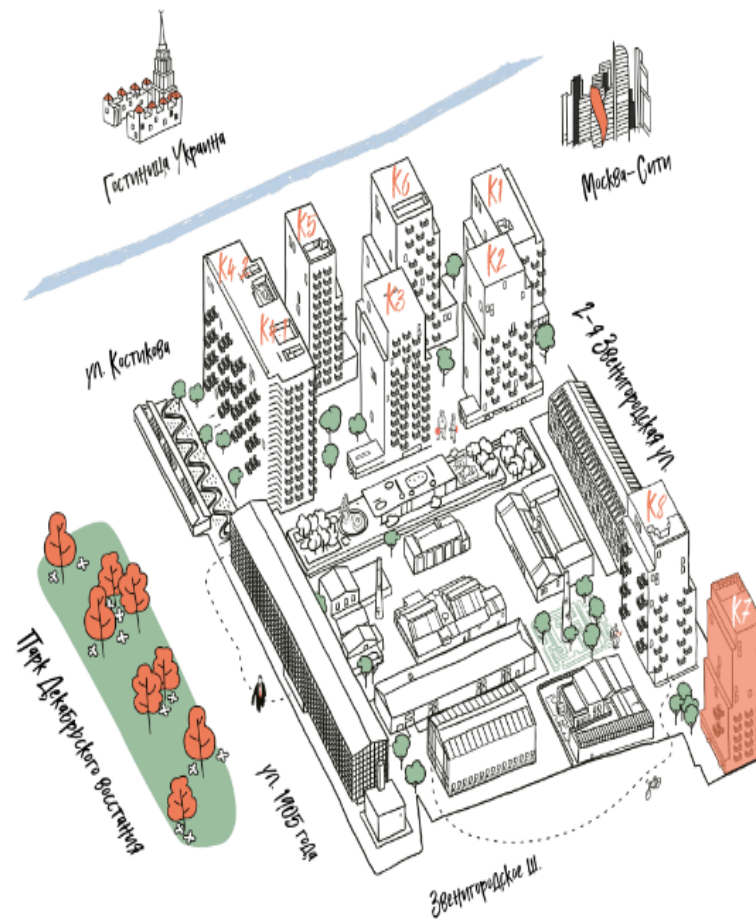 Гостиница Украина
Москва-Сити
К6
К1
К5
К2
К4.2
К3
К4.1
ул. Костикова
2-я Звенигородская ул.
К8
К7
Парк Декабрьского восстания
ул. 1905 года
Звенигородское ш.